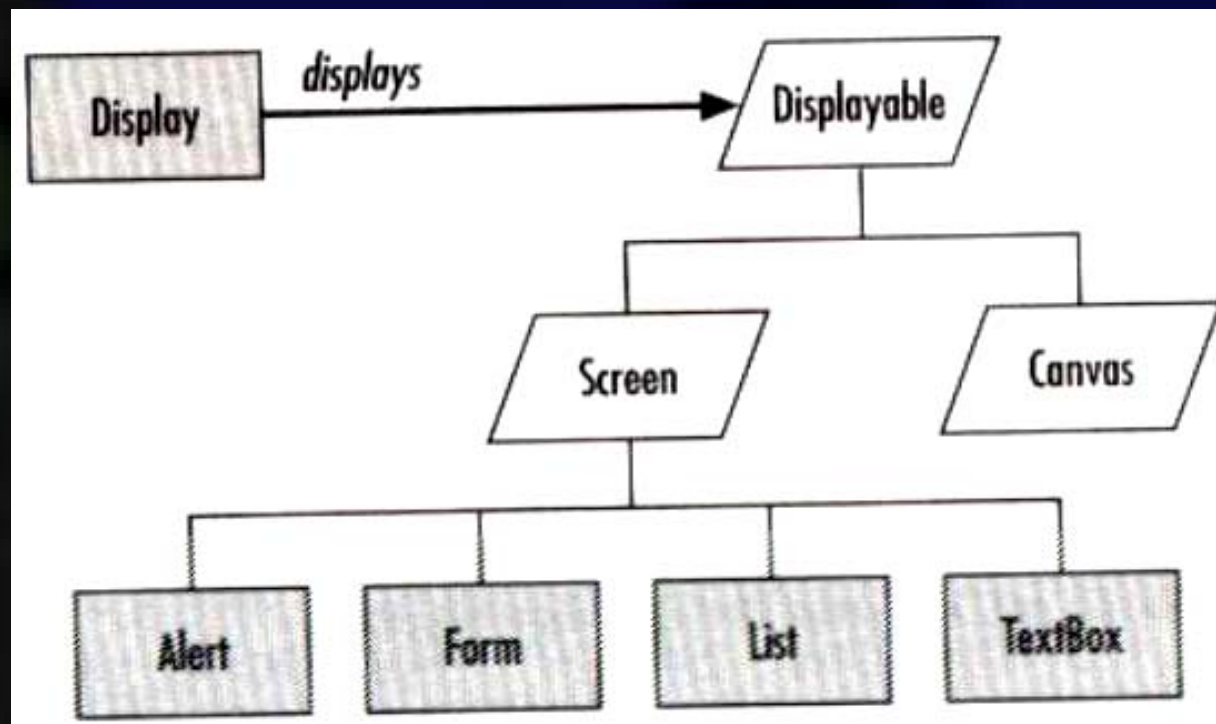 Display
displays
Displayable
Screen
Canvas
Alert
Form
List
TextBox